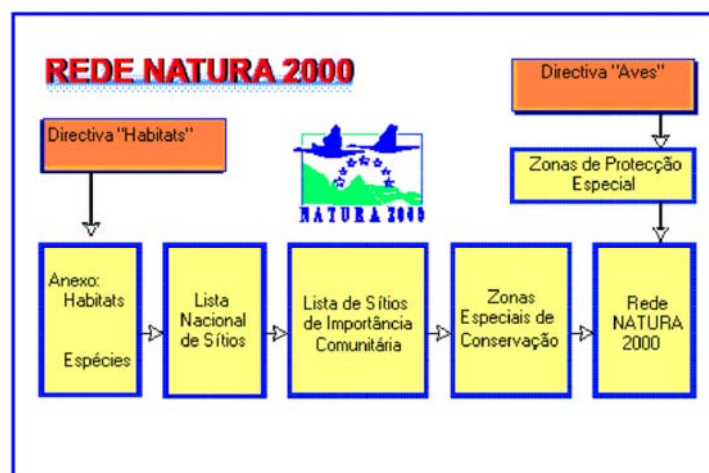 REDE NATURA 2000
Directiva "Aves"
Directiva "Habitats"
Zonas de Protecção
Especial
NATURA 2000
Anexo:
Habitats
Espécies
Lista
Nacional
de Sítios
Lista de Sítios
de Importância
Comunitária
Zonas
Especiais de
Conservação
Rede
NATURA
2000